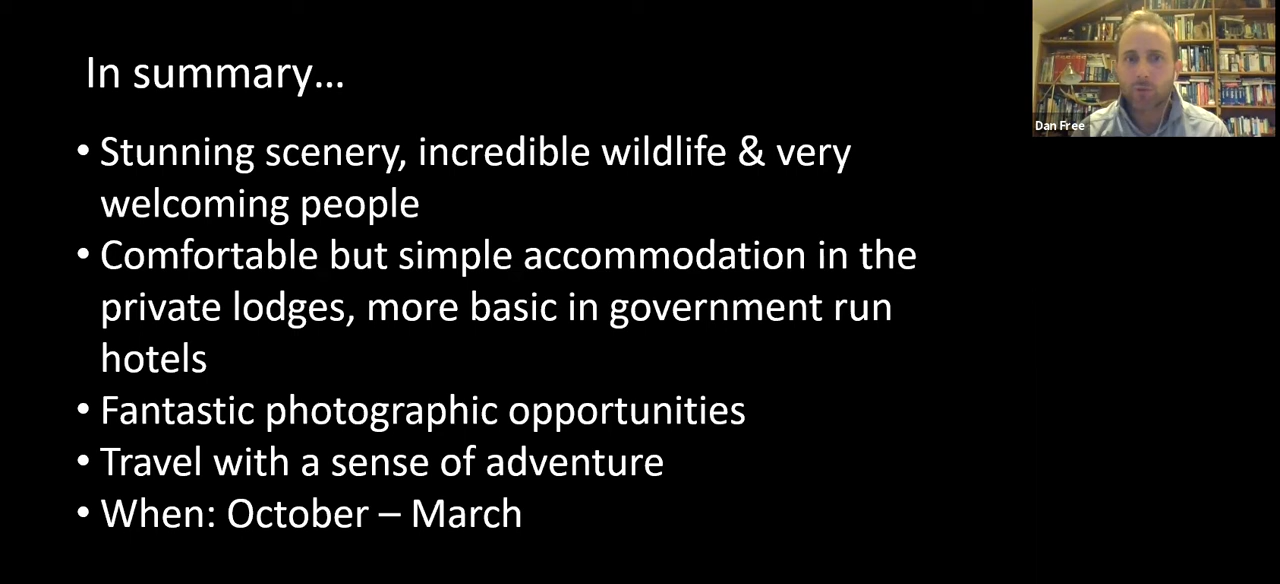 In summary…
• Stunning scenery, incredible wildlife & very
welcoming people
• Comfortable but simple accommodation in the
private lodges, more basic in government run
hotels
• Fantastic photographic opportunities
• Travel with a sense of adventure
• When: October – March
Dan Free